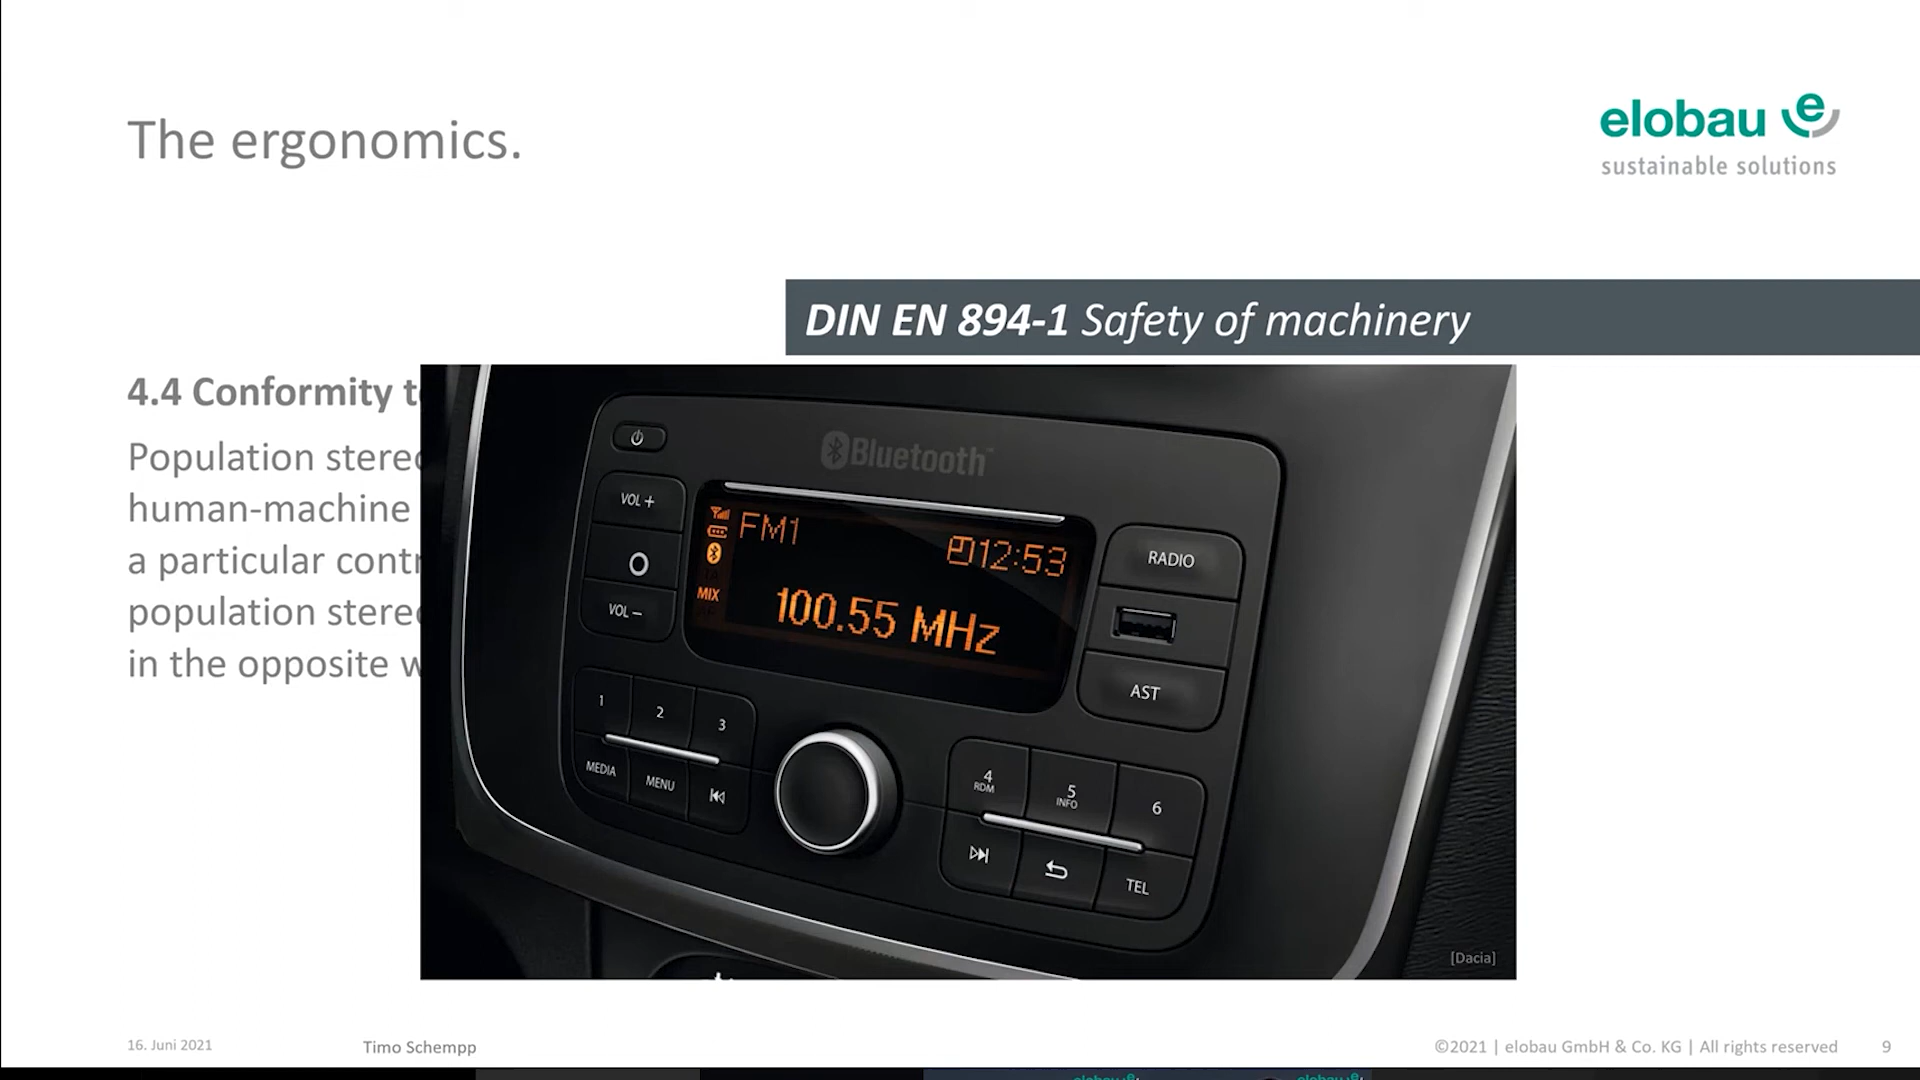 The ergonomics.
elobau e
sustainable solutions
DIN EN 894-1 Safety of machinery
4.4 Conformity
Population
human-machine
a particular
population
in the opposite
Bluetooth
VOL +
VOL −
FM1
12:53
MIX
100.55 MHz
RADIO
AST
1 2 3
MEDIA MENU
4 RDM
5 INFO
6
TEL
[Dacia]
16. Juni 2021
Timo Schempp
©2021 | elobau GmbH & Co. KG | All rights reserved
9